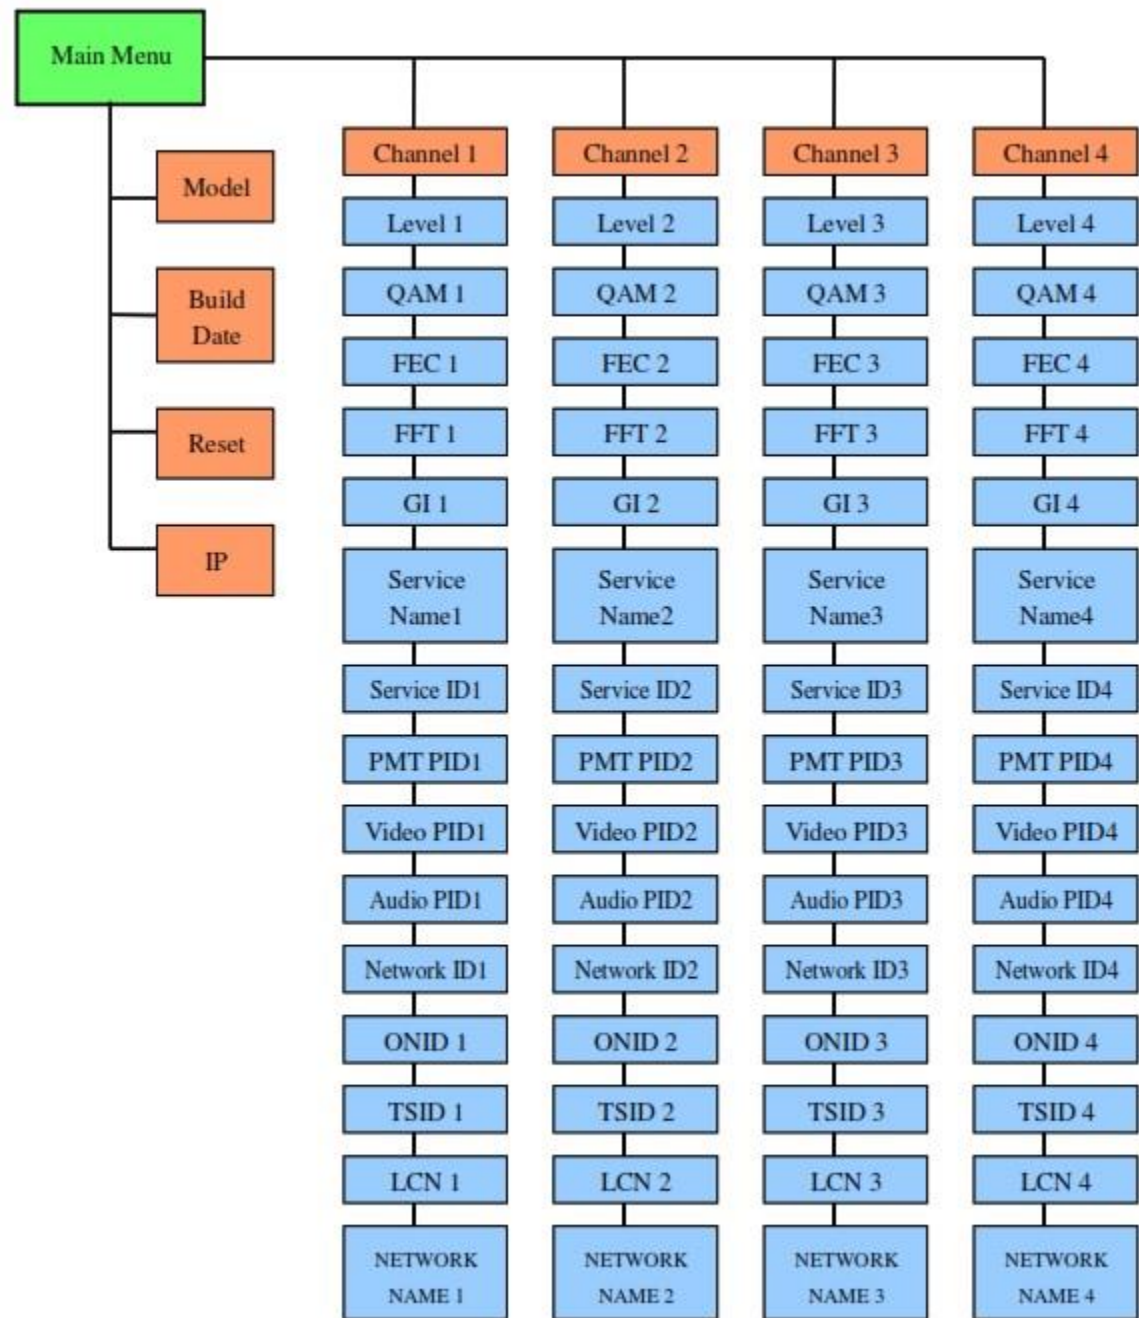 Main Menu
Model
Build
Date
Reset
IP
Channel 1
Level 1
QAM 1
FEC 1
FFT 1
GI 1
Service
Name1
Service ID1
PMT PID1
Video PID1
Audio PID1
Network ID1
ONID 1
TSID 1
LCN 1
NETWORK
NAME 1
Channel 2
Level 2
QAM 2
FEC 2
FFT 2
GI 2
Service
Name2
Service ID2
PMT PID2
Video PID2
Audio PID2
Network ID2
ONID 2
TSID 2
LCN 2
NETWORK
NAME 2
Channel 3
Level 3
QAM 3
FEC 3
FFT 3
GI 3
Service
Name3
Service ID3
PMT PID3
Video PID3
Audio PID3
Network ID3
ONID 3
TSID 3
LCN 3
NETWORK
NAME 3
Channel 4
Level 4
QAM 4
FEC 4
FFT 4
GI 4
Service
Name4
Service ID4
PMT PID4
Video PID4
Audio PID4
Network ID4
ONID 4
TSID 4
LCN 4
NETWORK
NAME 4